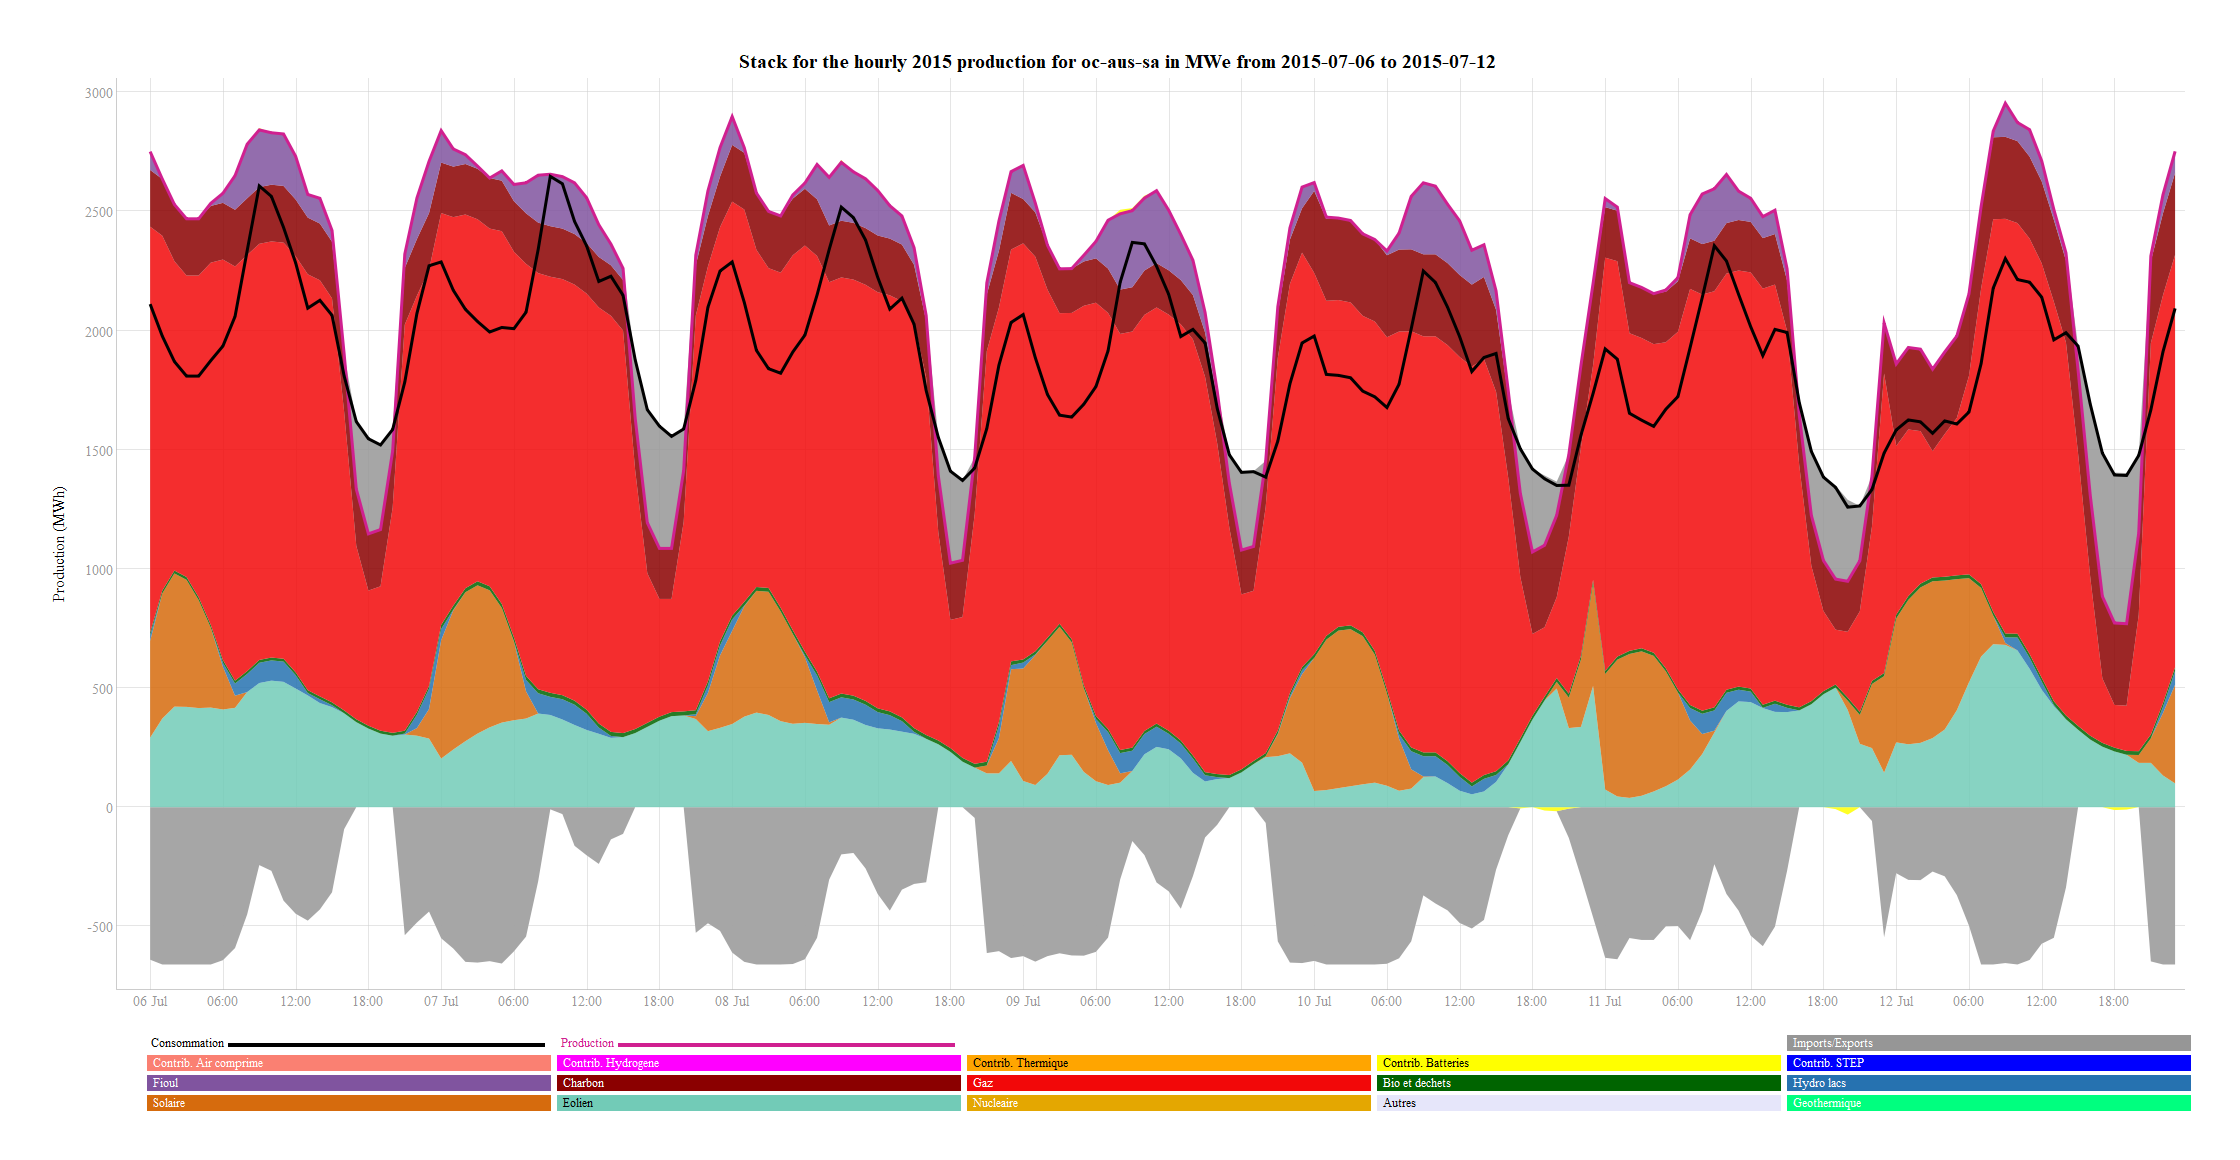 Stack for the hourly 2015 production for oc-aus-sa in MWe from 2015-07-06 to 2015-07-12
3000
2500
2000
1500
1000
500
0
-500
Production (MWh)
06 Jul 06:00 12:00 18:00 07 Jul 06:00 12:00 18:00 08 Jul 06:00 12:00 18:00 09 Jul 06:00 12:00 18:00 10 Jul 06:00 12:00 18:00 11 Jul 06:00 12:00 18:00 12 Jul 06:00 12:00 18:00
Consommation Production Imports/Exports
Contrib. Air comprime Contrib. Hydrogene Contrib. Thermique Contrib. Batteries Contrib. STEP
Fioul Charbon Gaz Bio et dechets Hydro lacs
Solaire Eolien Nucleaire Autres Geothermique